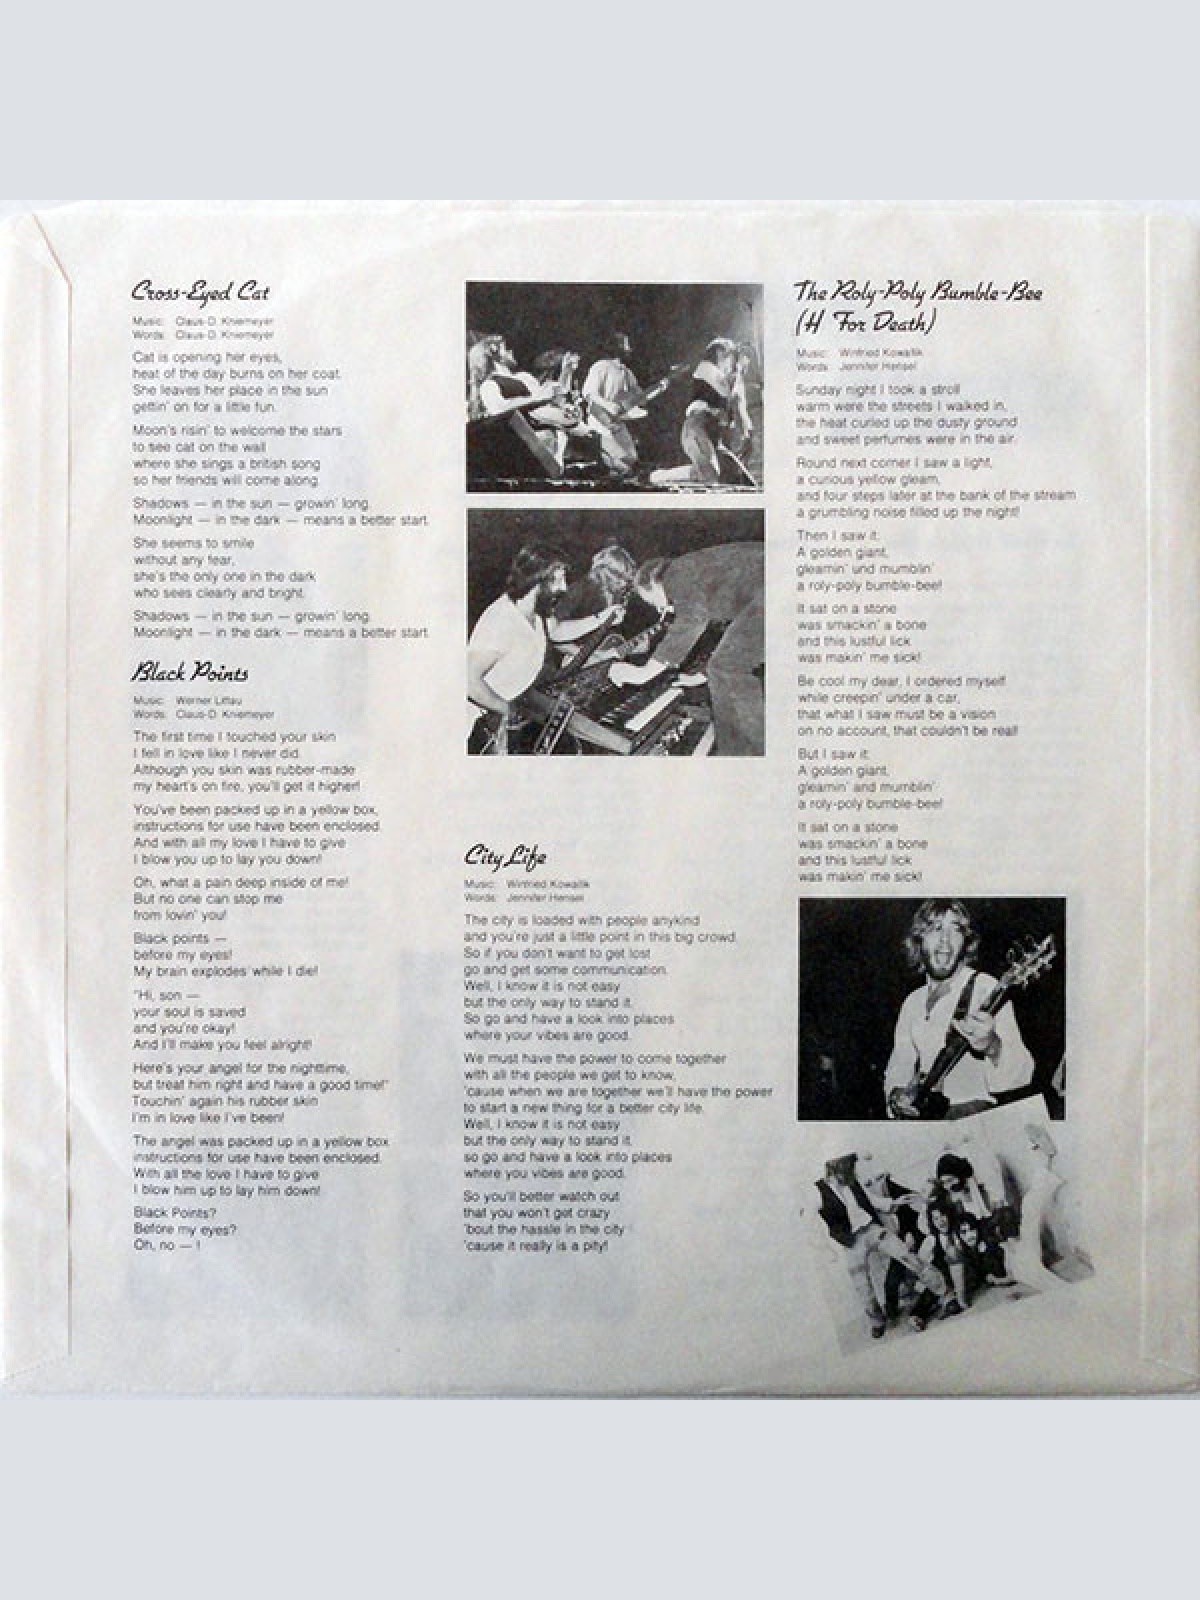 Cross-Eyed Cat
Music: Claus-D. Kniemeyer
Words: Claus-D. Kniemeyer
Cat is opening her eyes,
heat of the day burns on her coat.
She leaves her place in the sun
gettin' on for a little fun.
Moon's risin' to welcome the stars
to see cat on the wall
where she sings a british song
so her friends will come along.
Shadows — in the sun — growin' long.
Moonlight — in the dark — means a better start.
She seems to smile
without any fear,
she's the only one in the dark
who sees clearly and bright.
Shadows — in the sun — growin' long.
Moonlight — in the dark — means a better start.
Black Points
Music: Werner Littau
Words: Claus-D. Kniemeyer
The first time I touched your skin
I fell in love like I never did.
Although you skin was rubber-made
my heart's on fire, you'll get it higher!
You've been packed up in a yellow box,
instructions for use have been enclosed.
And with all my love I have to give
I blow you up to lay you down!
Oh, what a pain deep inside of me!
But no one can stop me
from lovin' you!
Black points —
before my eyes!
My brain explodes while I die!
"Hi, son —
your soul is saved
and you're okay!
And I'll make you feel alright!
Here's your angel for the nighttime,
but treat him right and have a good time!"
Touchin' again his rubber skin
I'm in love like I've been!
The angel was packed up in a yellow box
instructions for use have been enclosed.
With all the love I have to give
I blow him up to lay him down!
Black Points?
Before my eyes?
Oh, no — !
City Life
Music: Winfried Kowallik
Words: Jennifer Hensel
The city is loaded with people anykind
and you're just a little point in this big crowd.
So if you don't want to get lost
go and get some communication.
Well, I know it is not easy
but the only way to stand it.
So go and have a look into places
where your vibes are good.
We must have the power to come together
with all the people we get to know,
'cause when we are together we'll have the power
to start a new thing for a better city life.
Well, I know it is not easy
but the only way to stand it.
so go and have a look into places
where you vibes are good.
So you'll better watch out
that you won't get crazy
'bout the hassle in the city
'cause it really is a pity!
The Roly-Poly Bumble-Bee
(H For Death)
Music: Winfried Kowallik
Words: Jennifer Hensel
Sunday night I took a stroll
warm were the streets I walked in,
the heat curled up the dusty ground
and sweet perfumes were in the air.
Round next corner I saw a light,
a curious yellow gleam,
and four steps later at the bank of the stream
a grumbling noise filled up the night!
Then I saw it:
A golden giant,
gleamin' und mumblin'
a roly-poly bumble-bee!
It sat on a stone
was smackin' a bone
and this lustful lick
was makin' me sick!
Be cool my dear, I ordered myself
while creepin' under a car,
that what I saw must be a vision
on no account, that couldn't be real!
But I saw it:
A golden giant,
gleamin' and mumblin'
a roly-poly bumble-bee!
It sat on a stone
was smackin' a bone
and this lustful lick
was makin' me sick!